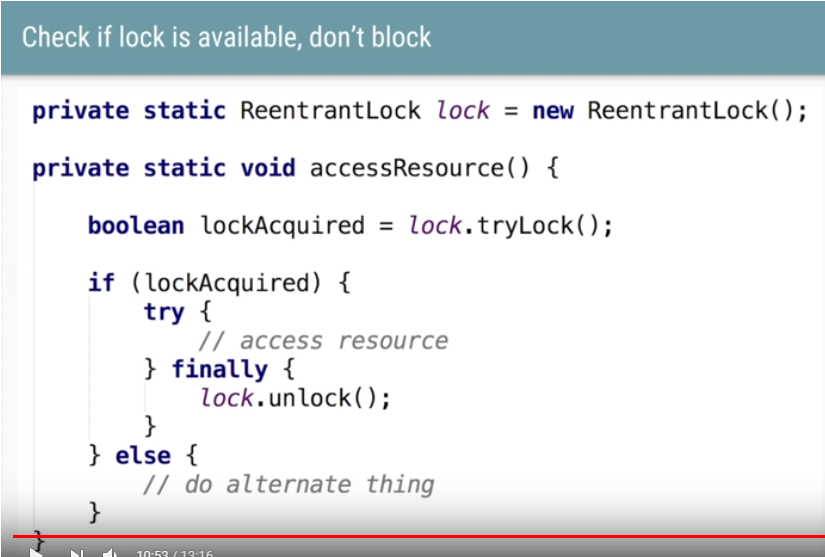 Check if lock is available, don’t block
private static ReentrantLock lock = new ReentrantLock();
private static void accessResource() {
boolean lockAcquired = lock.tryLock();
if (lockAcquired) {
try {
// access resource
} finally {
lock.unlock();
}
} else {
// do alternate thing
}
}
10:53 / 13:16